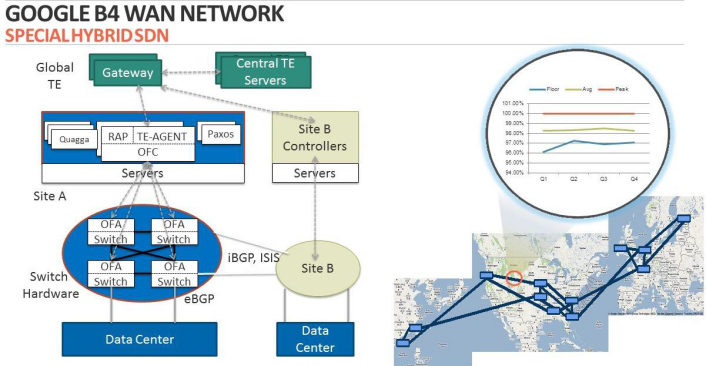 GOOGLE B4 WAN NETWORK
SPECIAL HYBRID SDN
Global
TE
Gateway
Central TE
Servers
Quagga
RAP
TE-AGENT
OFC
Paxos
Servers
Site B
Controllers
Servers
Site A
OFA
Switch
OFA
Switch
OFA
Switch
OFA
Switch
Switch
Hardware
iBGP, ISIS
eBGP
Site B
Data Center
Data
Center
Floor
Avg
Peak
101.00%
100.00%
99.00%
98.00%
97.00%
96.00%
95.00%
94.00%
Q1
Q2
Q3
Q4